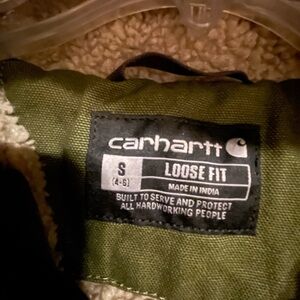 carhartt
S
(4-6)
LOOSE FIT
MADE IN INDIA
BUILT TO SERVE AND PROTECT
ALL HARDWORKING PEOPLE